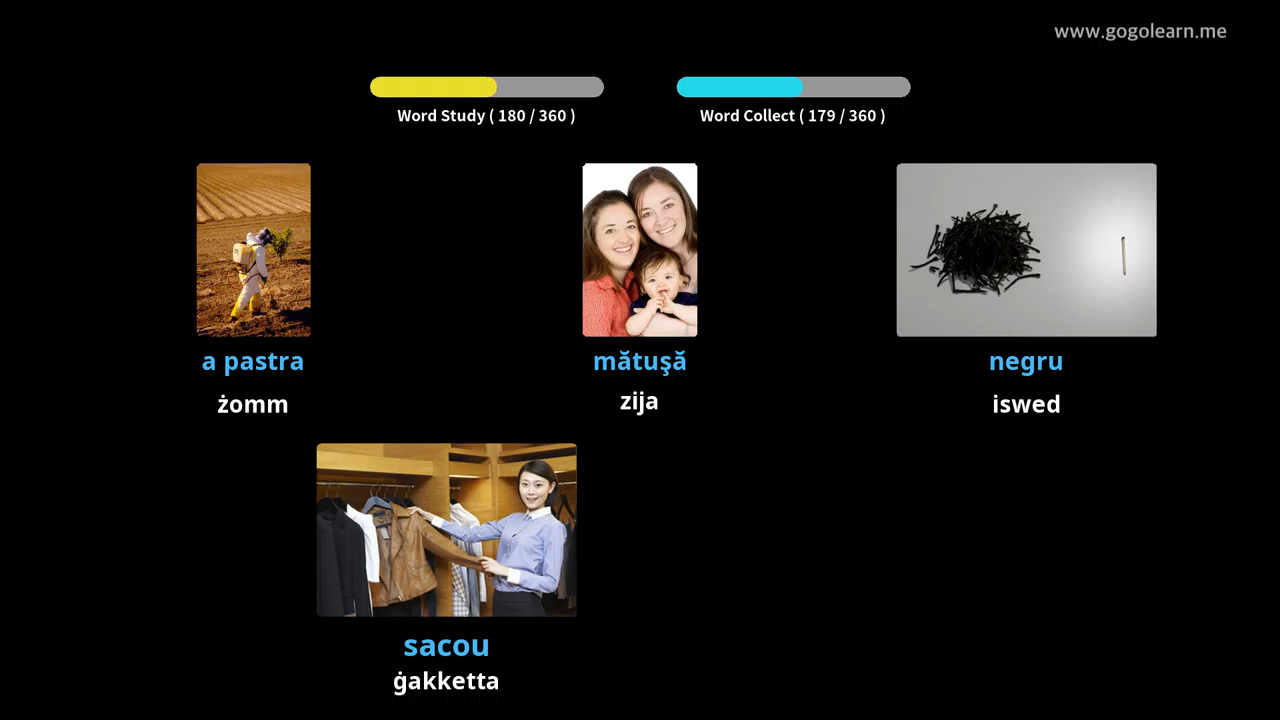 www.gogolearn.me
Word Study ( 180 / 360 )
Word Collect ( 179 / 360 )
a pastra
mătuşă
negru
żomm
zija
iswed
sacou
ġakketta